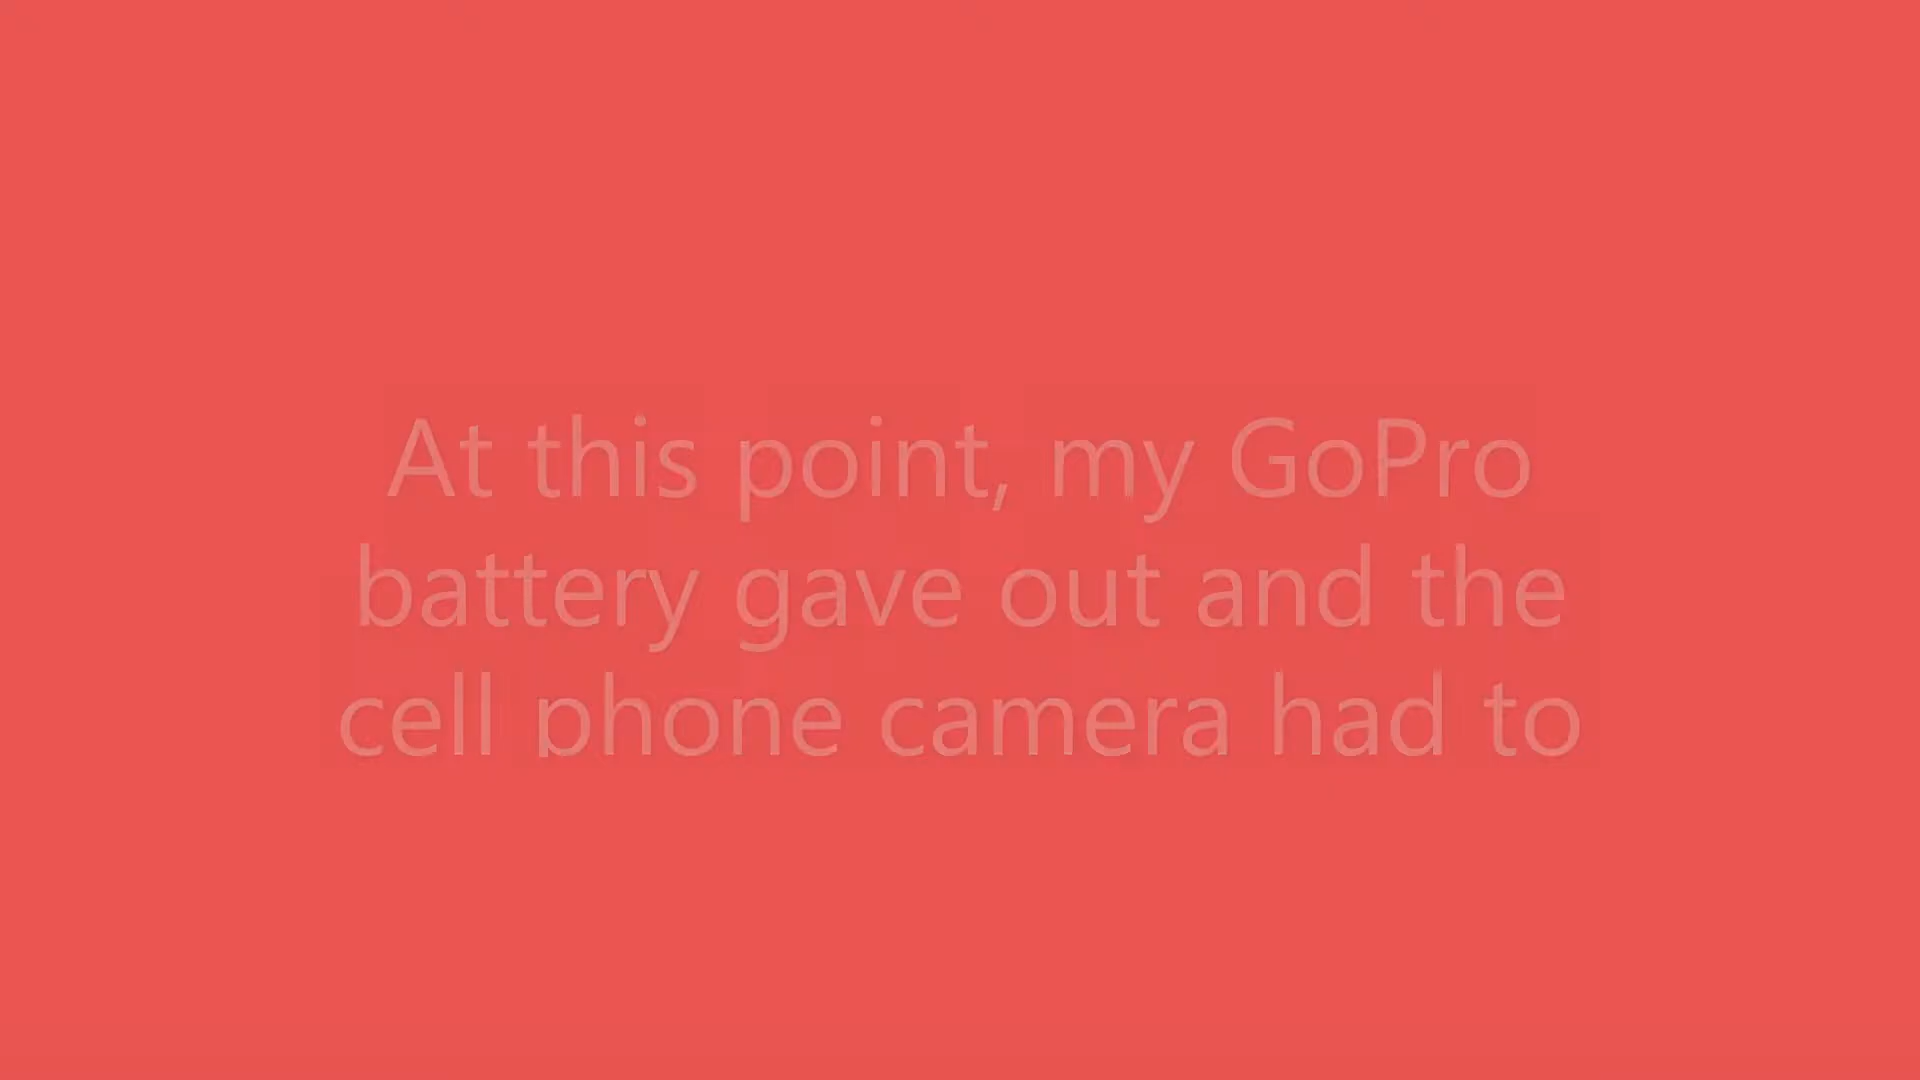 At this point, my GoPro
battery gave out and the
cell phone camera had to